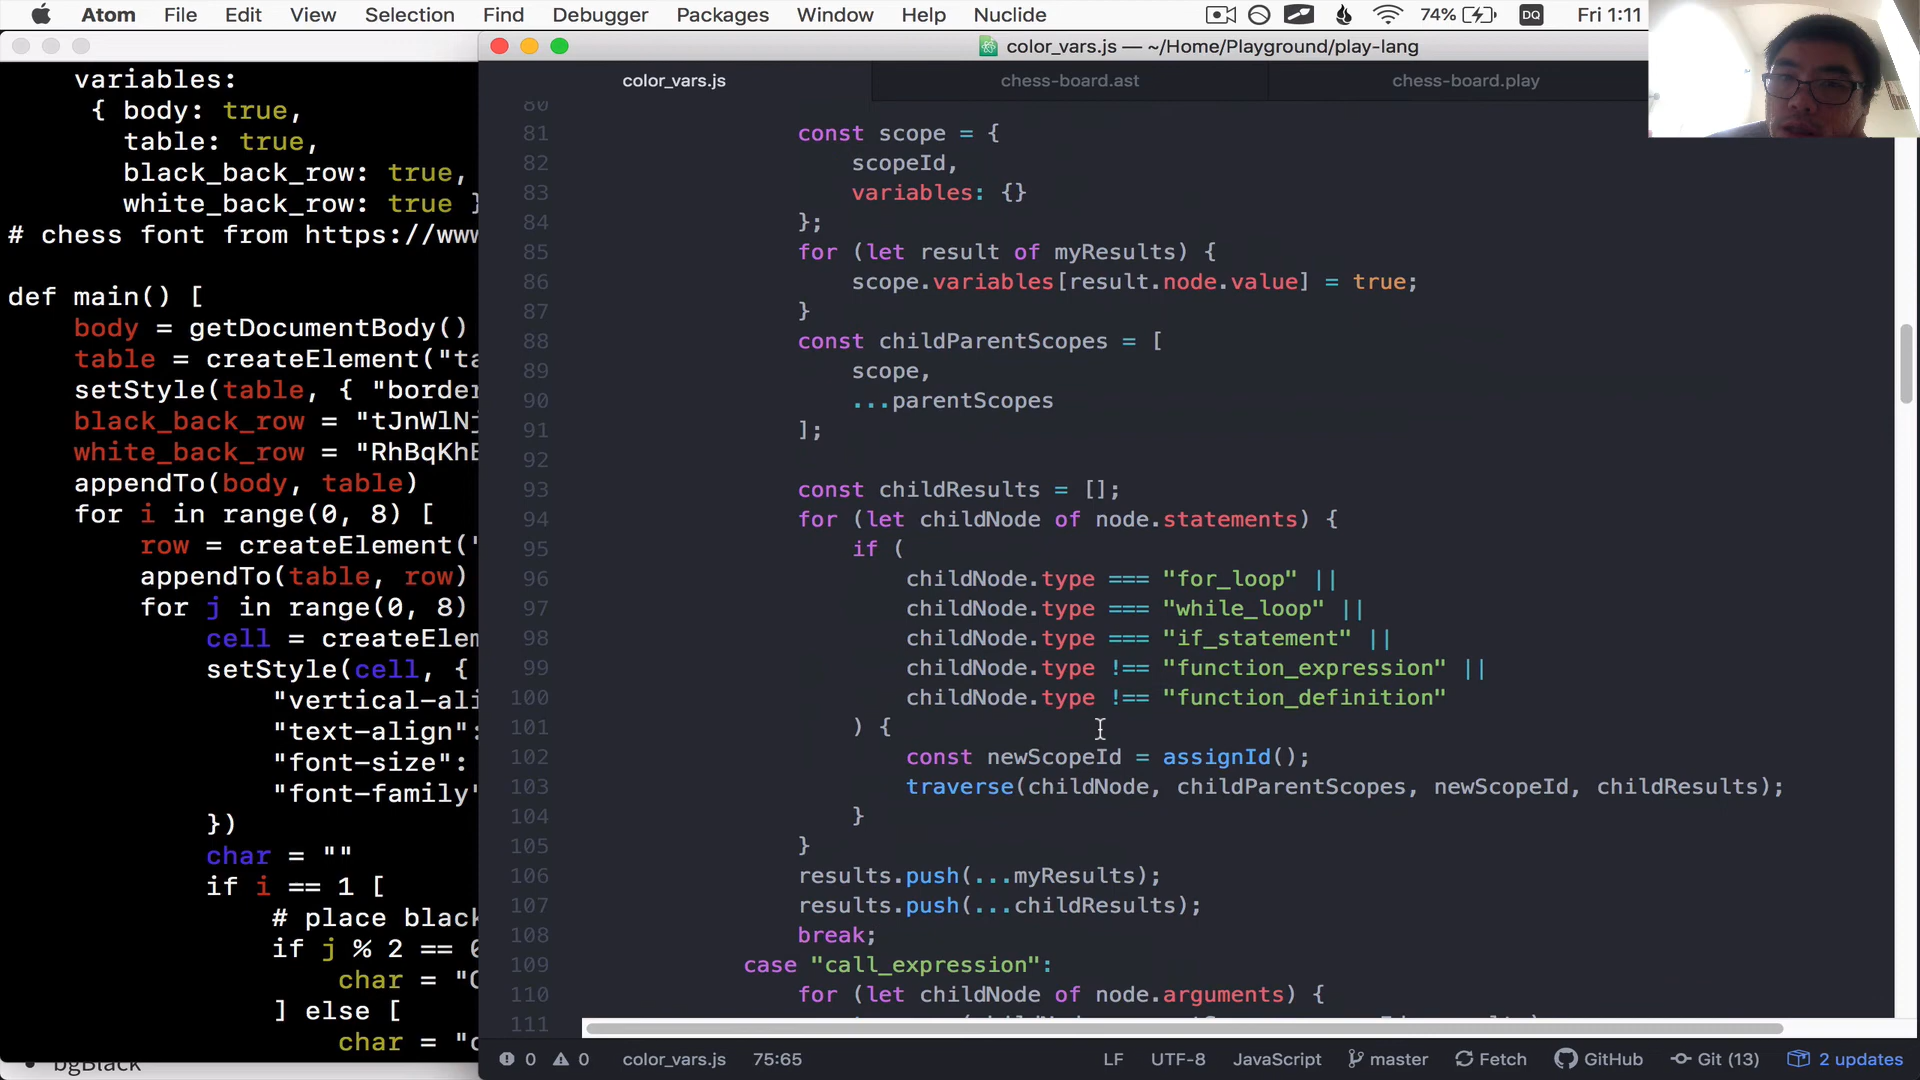 Atom File Edit View Selection Find Debugger Packages Window Help Nuclide 74% DQ Fri 1:11
color_vars.js — ~/Home/Playground/play-lang
color_vars.js chess-board.ast chess-board.play
variables:
{ body: true,
table: true,
black_back_row: true,
white_back_row: true }
# chess font from https://www
def main() [
body = getDocumentBody()
table = createElement("ta
setStyle(table, { "border
black_back_row = "tJnWlNj
white_back_row = "RhBqKhB
appendTo(body, table)
for i in range(0, 8) [
row = createElement("
appendTo(table, row)
for j in range(0, 8)
cell = createElem
setStyle(cell, {
"vertical-ali
"text-align":
"font-size":
"font-family"
})
char = ""
if i == 1 [
# place black
if j % 2 == 0
char = "O
] else [
char = "o
bgBlack
80
81 const scope = {
82 scopeId,
83 variables: {}
84 };
85 for (let result of myResults) {
86 scope.variables[result.node.value] = true;
87 }
88 const childParentScopes = [
89 scope,
90 ...parentScopes
91 ];
92
93 const childResults = [];
94 for (let childNode of node.statements) {
95 if (
96 childNode.type === "for_loop" ||
97 childNode.type === "while_loop" ||
98 childNode.type === "if_statement" ||
99 childNode.type !== "function_expression" ||
100 childNode.type !== "function_definition"
101 ) {
102 const newScopeId = assignId();
103 traverse(childNode, childParentScopes, newScopeId, childResults);
104 }
105 }
106 results.push(...myResults);
107 results.push(...childResults);
108 break;
109 case "call_expression":
110 for (let childNode of node.arguments) {
111
0 0 color_vars.js 75:65 LF UTF-8 JavaScript master Fetch GitHub Git (13) 2 updates